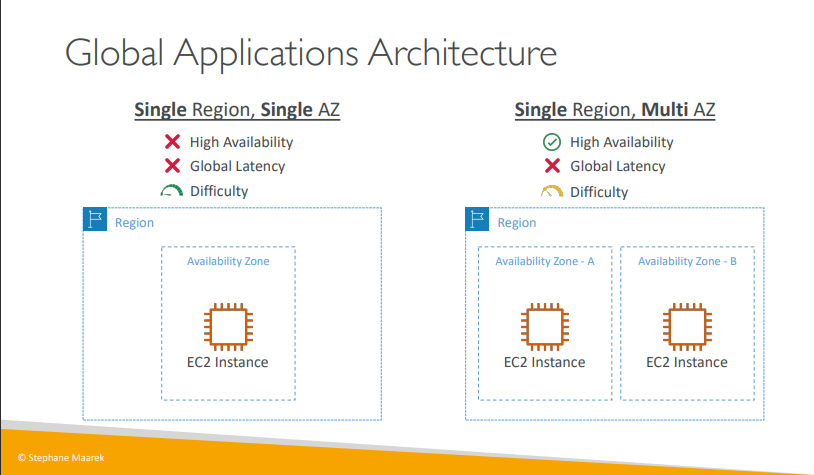 Global Applications Architecture
Single Region, Single AZ
High Availability
Global Latency
Difficulty
Region
Availability Zone
EC2 Instance
Single Region, Multi AZ
High Availability
Global Latency
Difficulty
Region
Availability Zone - A
EC2 Instance
Availability Zone - B
EC2 Instance
© Stephane Maarek